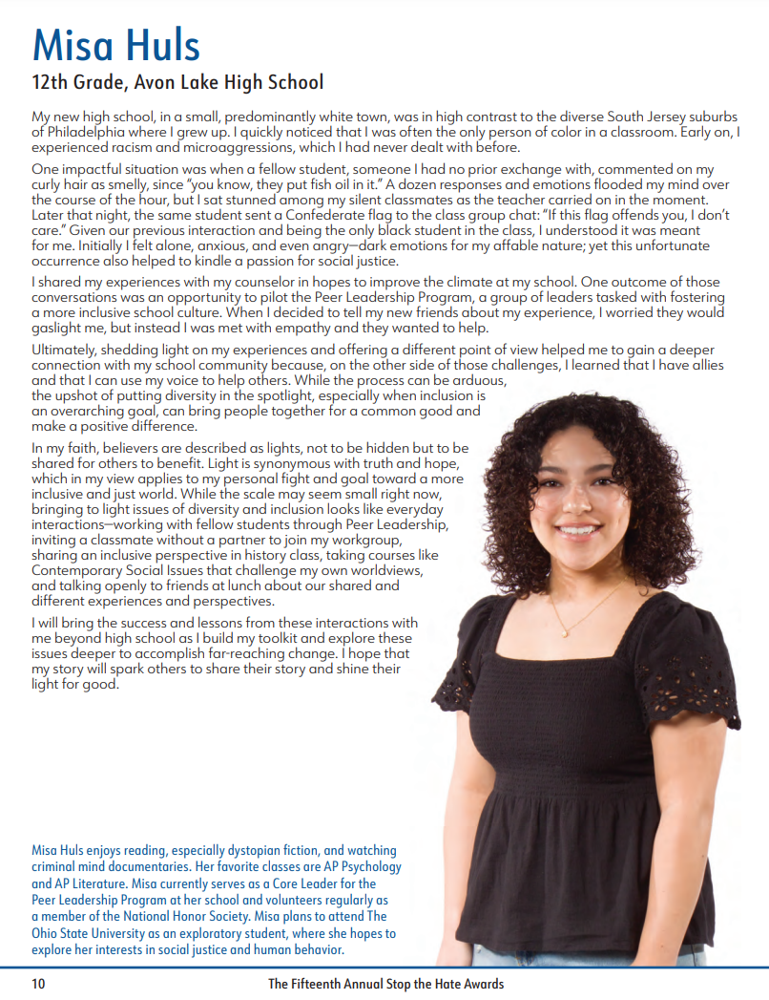 Misa Huls
12th Grade, Avon Lake High School
My new high school, in a small, predominantly white town, was in high contrast to the diverse South Jersey suburbs
of Philadelphia where I grew up. I quickly noticed that I was often the only person of color in a classroom. Early on, I
experienced racism and microaggressions, which I had never dealt with before.
One impactful situation was when a fellow student, someone I had no prior exchange with, commented on my
curly hair as smelly, since “you know, they put fish oil in it.” A dozen responses and emotions flooded my mind over
the course of the hour, but I sat stunned among my silent classmates as the teacher carried on in the moment.
Later that night, the same student sent a Confederate flag to the class group chat: “If this flag offends you, I don’t
care.” Given our previous interaction and being the only black student in the class, I understood it was meant
for me. Initially I felt alone, anxious, and even angry—dark emotions for my affable nature; yet this unfortunate
occurrence also helped to kindle a passion for social justice.
I shared my experiences with my counselor in hopes to improve the climate at my school. One outcome of those
conversations was an opportunity to pilot the Peer Leadership Program, a group of leaders tasked with fostering
a more inclusive school culture. When I decided to tell my new friends about my experience, I worried they would
gaslight me, but instead I was met with empathy and they wanted to help.
Ultimately, shedding light on my experiences and offering a different point of view helped me to gain a deeper
connection with my school community because, on the other side of those challenges, I learned that I have allies
and that I can use my voice to help others. While the process can be arduous,
the upshot of putting diversity in the spotlight, especially when inclusion is
an overarching goal, can bring people together for a common good and
make a positive difference.
In my faith, believers are described as lights, not to be hidden but to be
shared for others to benefit. Light is synonymous with truth and hope,
which in my view applies to my personal fight and goal toward a more
inclusive and just world. While the scale may seem small right now,
bringing to light issues of diversity and inclusion looks like everyday
interactions—working with fellow students through Peer Leadership,
inviting a classmate without a partner to join my workgroup,
sharing an inclusive perspective in history class, taking courses like
Contemporary Social Issues that challenge my own worldviews,
and talking openly to friends at lunch about our shared and
different experiences and perspectives.
I will bring the success and lessons from these interactions with
me beyond high school as I build my toolkit and explore these
issues deeper to accomplish far-reaching change. I hope that
my story will spark others to share their story and shine their
light for good.
Misa Huls enjoys reading, especially dystopian fiction, and watching
criminal mind documentaries. Her favorite classes are AP Psychology
and AP Literature. Misa currently serves as a Core Leader for the
Peer Leadership Program at her school and volunteers regularly as
a member of the National Honor Society. Misa plans to attend The
Ohio State University as an exploratory student, where she hopes to
explore her interests in social justice and human behavior.
10
The Fifteenth Annual Stop the Hate Awards